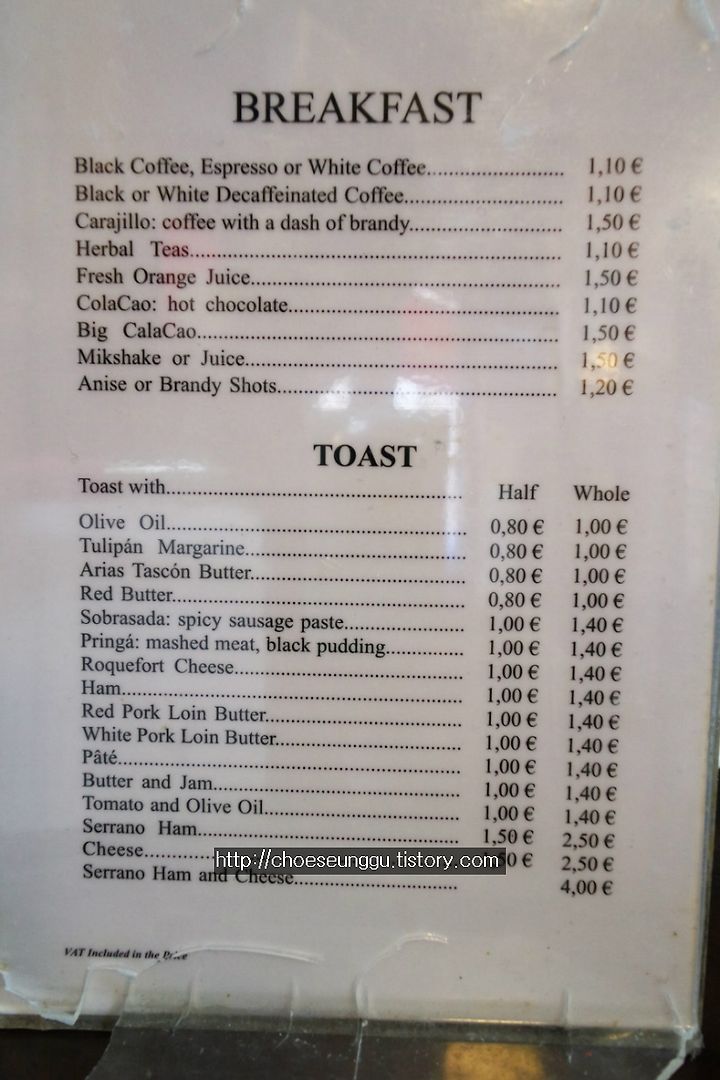 BREAKFAST
Black Coffee, Espresso or White Coffee........................ 1,10 €
Black or White Decaffeinated Coffee............................ 1,10 €
Carajillo: coffee with a dash of brandy........................... 1,50 €
Herbal Teas................................................................ 1,10 €
Fresh Orange Juice...................................................... 1,50 €
ColaCao: hot chocolate............................................... 1,10 €
Big CalaCao................................................................ 1,50 €
Mikshake or Juice....................................................... 1,50 €
Anise or Brandy Shots................................................. 1,20 €
TOAST
Toast with.................................................... Half Whole
Olive Oil..................................................... 0,80 € 1,00 €
Tulipán Margarine....................................... 0,80 € 1,00 €
Arias Tascón Butter...................................... 0,80 € 1,00 €
Red Butter.................................................... 0,80 € 1,00 €
Sobrasada: spicy sausage paste..................... 1,00 € 1,40 €
Pringá: mashed meat, black pudding............. 1,00 € 1,40 €
Roquefort Cheese......................................... 1,00 € 1,40 €
Ham............................................................. 1,00 € 1,40 €
Red Pork Loin Butter................................... 1,00 € 1,40 €
White Pork Loin Butter................................. 1,00 € 1,40 €
Pâté.............................................................. 1,00 € 1,40 €
Butter and Jam............................................. 1,00 € 1,40 €
Tomato and Olive Oil................................... 1,00 € 1,40 €
Serrano Ham................................................ 1,50 € 2,50 €
Cheese.............. 50 € 2,50 €
Serrano Ham and Cheese................................. 4,00 €
http://choeseunggu.tistory.com
VAT Included in the Price